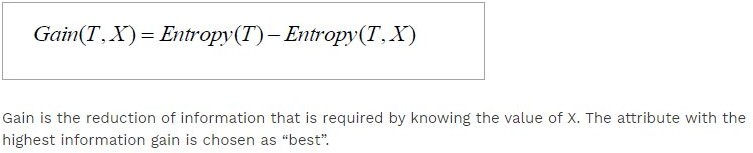 Gain(T,X) = Entropy(T) – Entropy(T,X)
Gain is the reduction of information that is required by knowing the value of X. The attribute with the
highest information gain is chosen as “best”.